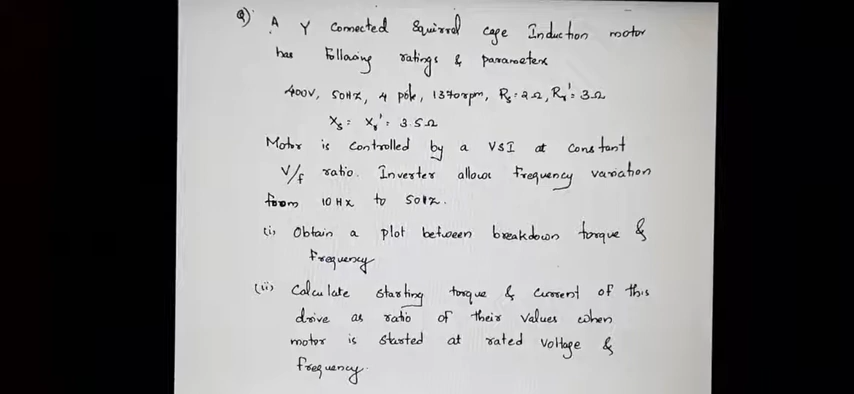 Q) A Y connected Squirrel cage Induction motor
has following ratings & parameters
400V, 50HZ, 4 pole, 1370rpm, Rs = 2Ω, Rr' = 3Ω
Xs = Xr' = 3.5Ω
Motor is controlled by a VSI at constant
V/f ratio. Inverter allows frequency variation
from 10Hz to 50Hz.
(i) Obtain a plot between breakdown torque &
frequency
(ii) Calculate starting torque & current of this
drive as ratio of their values when
motor is started at rated voltage &
frequency.